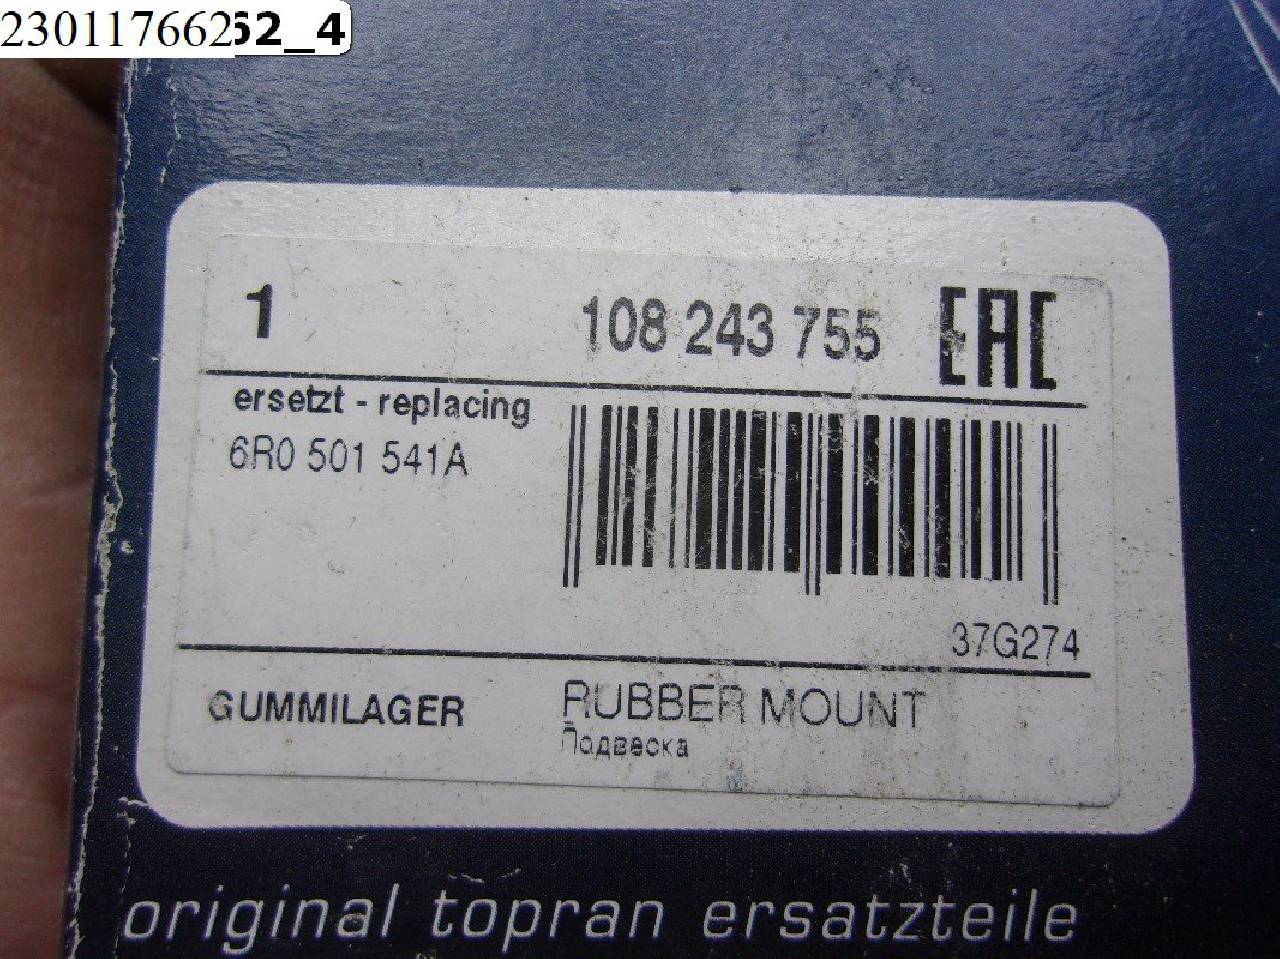 23011766252_4
1
108 243 755
EAC
ersetzt - replacing
6R0 501 541A
37G274
GUMMILAGER
RUBBER MOUNT
Подвеска
original topran ersatzteile